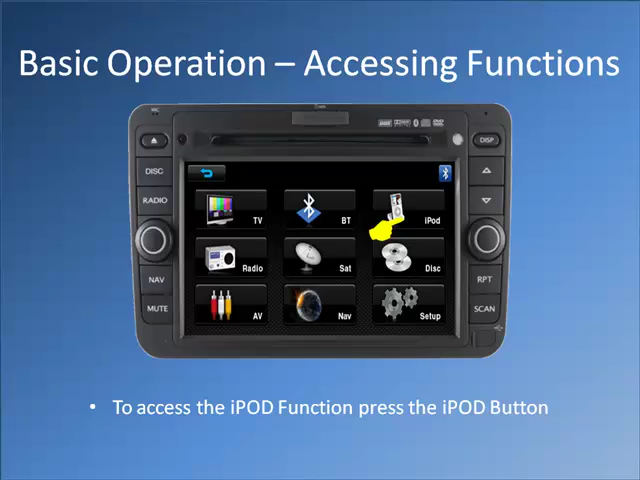 Basic Operation – Accessing Functions
MIC
DISC
RADIO
NAV
MUTE
DISP
RPT
SCAN
TV
BT
iPod
Radio
Sat
Disc
AV
Nav
Setup
• To access the iPOD Function press the iPOD Button